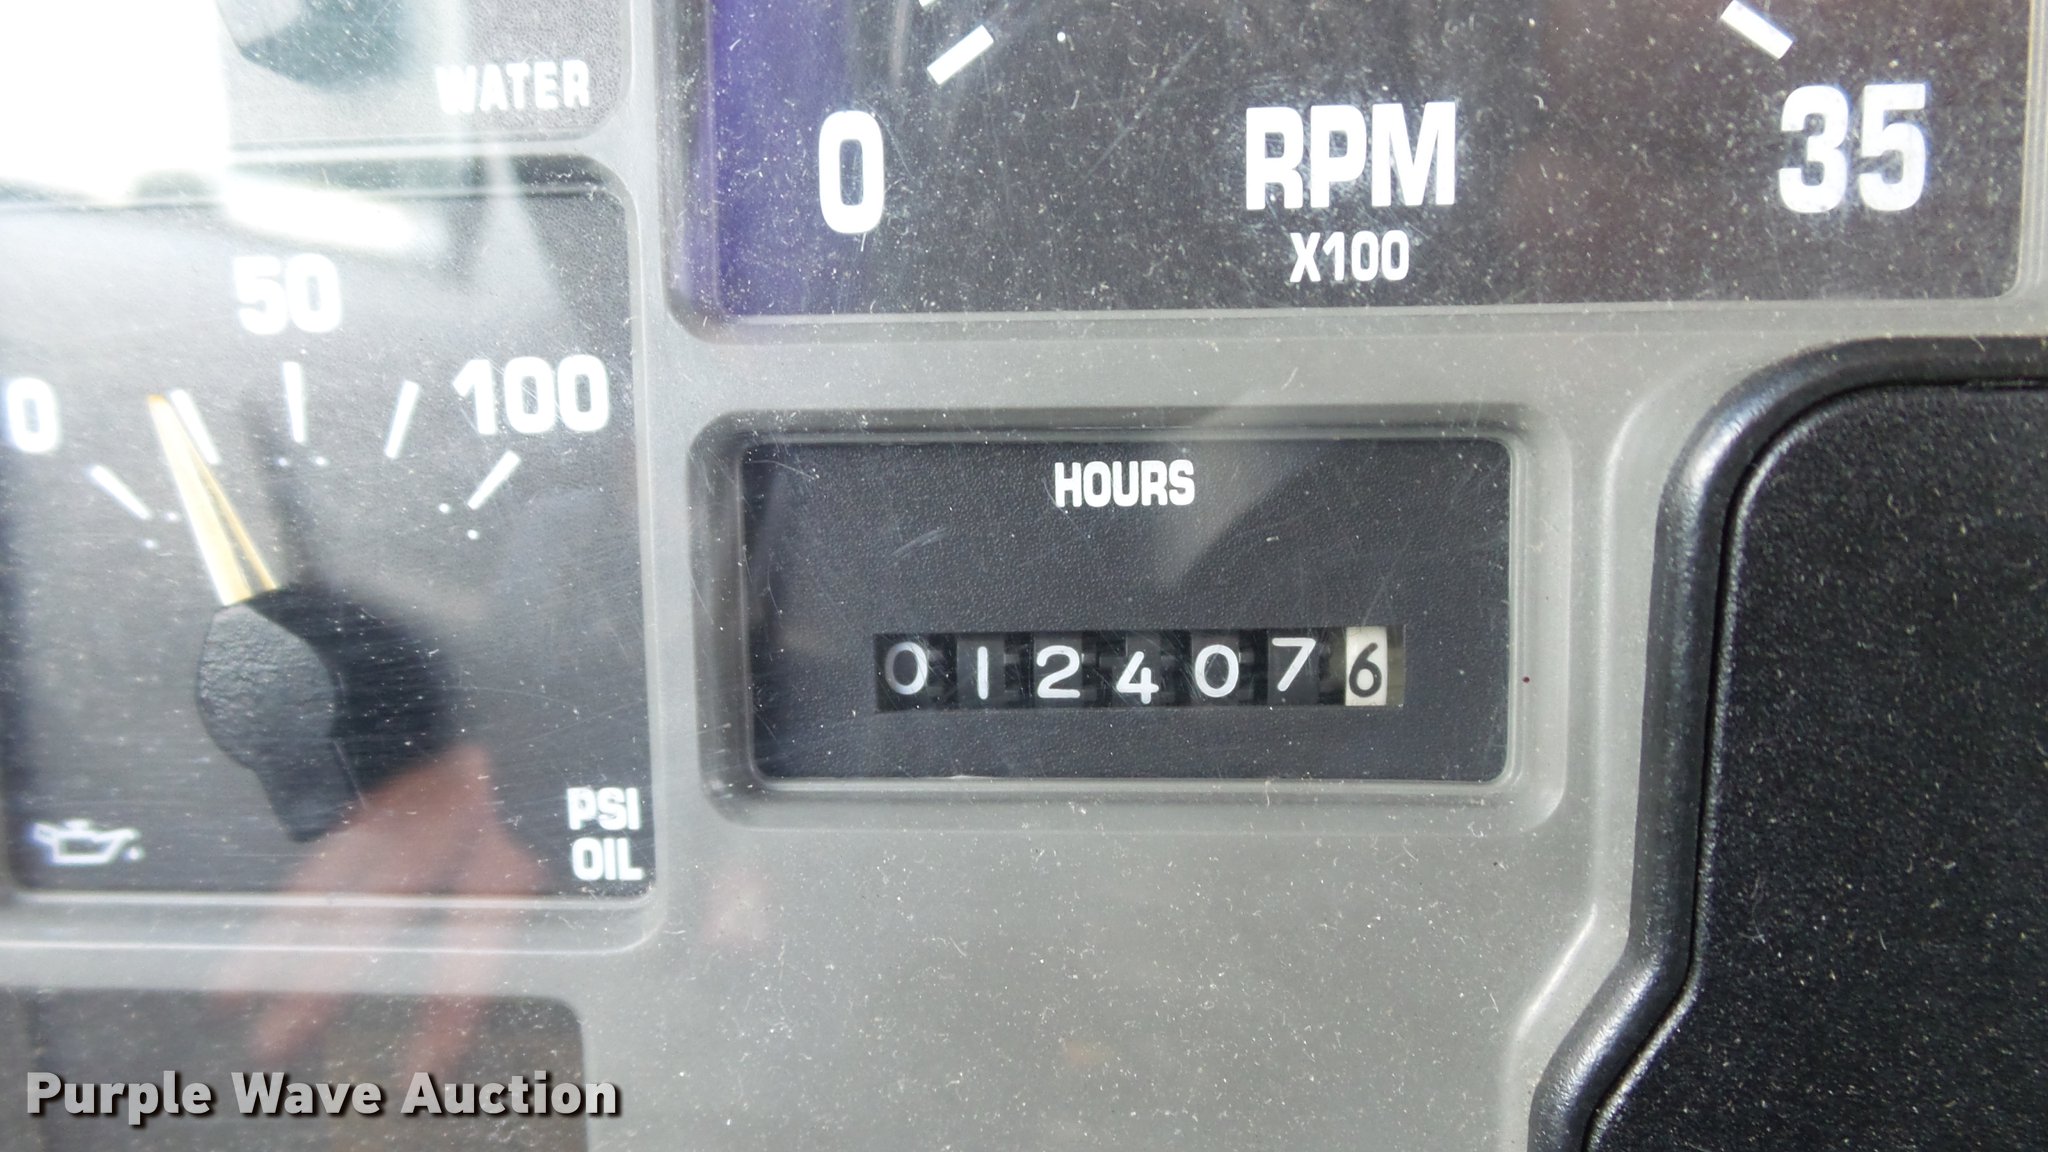 WATER
0
RPM
35
X100
0
50
100
PSI
OIL
HOURS
0124076
Purple Wave Auction